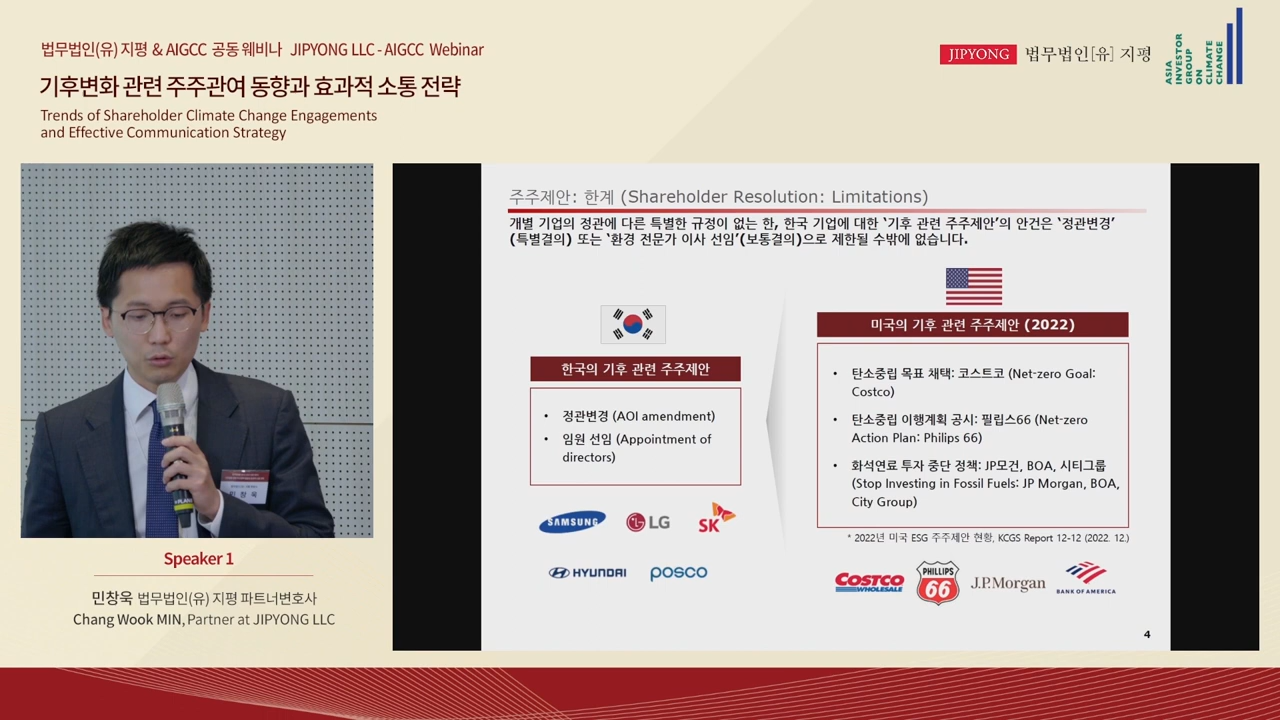 법무법인(유) 지평 & AIGCC 공동 웨비나 JIPYONG LLC - AIGCC Webinar
기후변화 관련 주주관여 동향과 효과적 소통 전략
Trends of Shareholder Climate Change Engagements
and Effective Communication Strategy
JIPYONG 법무법인[유] 지평
ASIA
INVESTOR
GROUP
ON
CLIMATE
CHANGE
주주제안: 한계 (Shareholder Resolution: Limitations)
개별 기업의 정관에 다른 특별한 규정이 없는 한, 한국 기업에 대한 ‘기후 관련 주주제안’의 안건은 ‘정관변경’
(특별결의) 또는 ‘환경 전문가 이사 선임’(보통결의)으로 제한될 수밖에 없습니다.
한국의 기후 관련 주주제안
• 정관변경 (AOI amendment)
• 임원 선임 (Appointment of
directors)
SAMSUNG LG SK
HYUNDAI posco
미국의 기후 관련 주주제안 (2022)
• 탄소중립 목표 채택: 코스트코 (Net-zero Goal:
Costco)
• 탄소중립 이행계획 공시: 필립스66 (Net-zero
Action Plan: Philips 66)
• 화석연료 투자 중단 정책: JP모건, BOA, 시티그룹
(Stop Investing in Fossil Fuels: JP Morgan, BOA,
City Group)
* 2022년 미국 ESG 주주제안 현황, KCGS Report 12-12 (2022. 12.)
COSTCO
WHOLESALE
PHILLIPS
66
J.P.Morgan
BANK OF AMERICA
4
민창욱
Speaker 1
민창욱 법무법인(유) 지평 파트너변호사
Chang Wook MIN, Partner at JIPYONG LLC